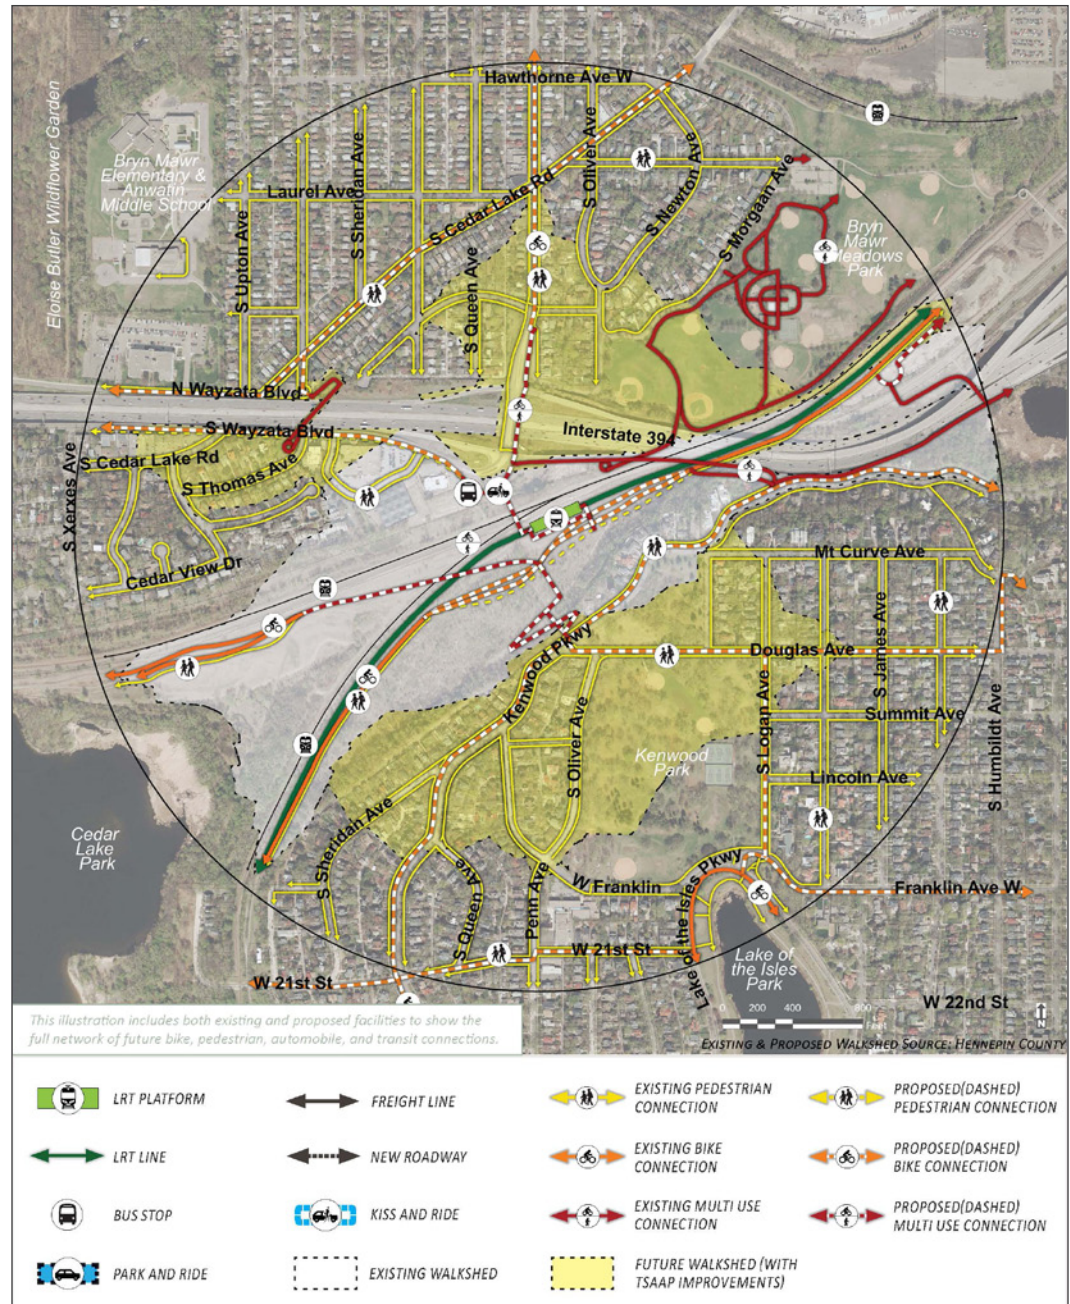 Hawthorne Ave W
Eloise Butler Wildflower Garden
Bryn Mawr
Elementary &
Anwatin
Middle School
S Sheridan Ave
S Oliver Ave
Laurel Ave
S Cedar Lake Rd
S Newton Ave
S Morgaan Ave
S Upton Ave
Bryn
Mawr
Meadows
Park
S Queen Ave
N Wayzata Blvd
S Wayzata Blvd
Interstate 394
S Xerxes Ave
S Cedar Lake Rd
S Thomas Ave
Cedar View Dr
Mt Curve Ave
Kenwood Pkwy
Douglas Ave
S James Ave
S Logan Ave
Summit Ave
S Oliver Ave
Kenwood
Park
Lincoln Ave
S Humbildt Ave
Cedar
Lake
Park
S Sheridan Ave
S Queen Ave
Penn Ave
W Franklin
Lake of the Isles Pkwy
Franklin Ave W
W 21st St
W 21st St
Lake of
the Isles
Park
W 22nd St
This illustration includes both existing and proposed facilities to show the
full network of future bike, pedestrian, automobile, and transit connections.
0 200 400 800
N
EXISTING & PROPOSED WALKSHED SOURCE: HENNEPIN COUNTY
LRT PLATFORM
FREIGHT LINE
EXISTING PEDESTRIAN
CONNECTION
PROPOSED(DASHED)
PEDESTRIAN CONNECTION
LRT LINE
NEW ROADWAY
EXISTING BIKE
CONNECTION
PROPOSED(DASHED)
BIKE CONNECTION
BUS STOP
KISS AND RIDE
EXISTING MULTI USE
CONNECTION
PROPOSED(DASHED)
MULTI USE CONNECTION
PARK AND RIDE
EXISTING WALKSHED
FUTURE WALKSHED (WITH
TSAAP IMPROVEMENTS)